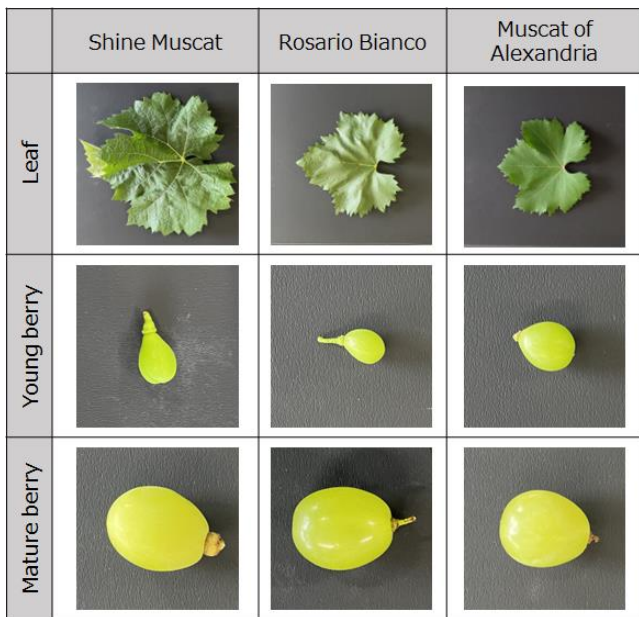 Shine Muscat
Rosario Bianco
Muscat of
Alexandria
Leaf
Young berry
Mature berry